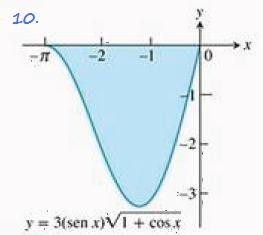 10.
y
x
−π −2 −1 0
−1
−2
−3
y = 3(sen x)√1 + cos x